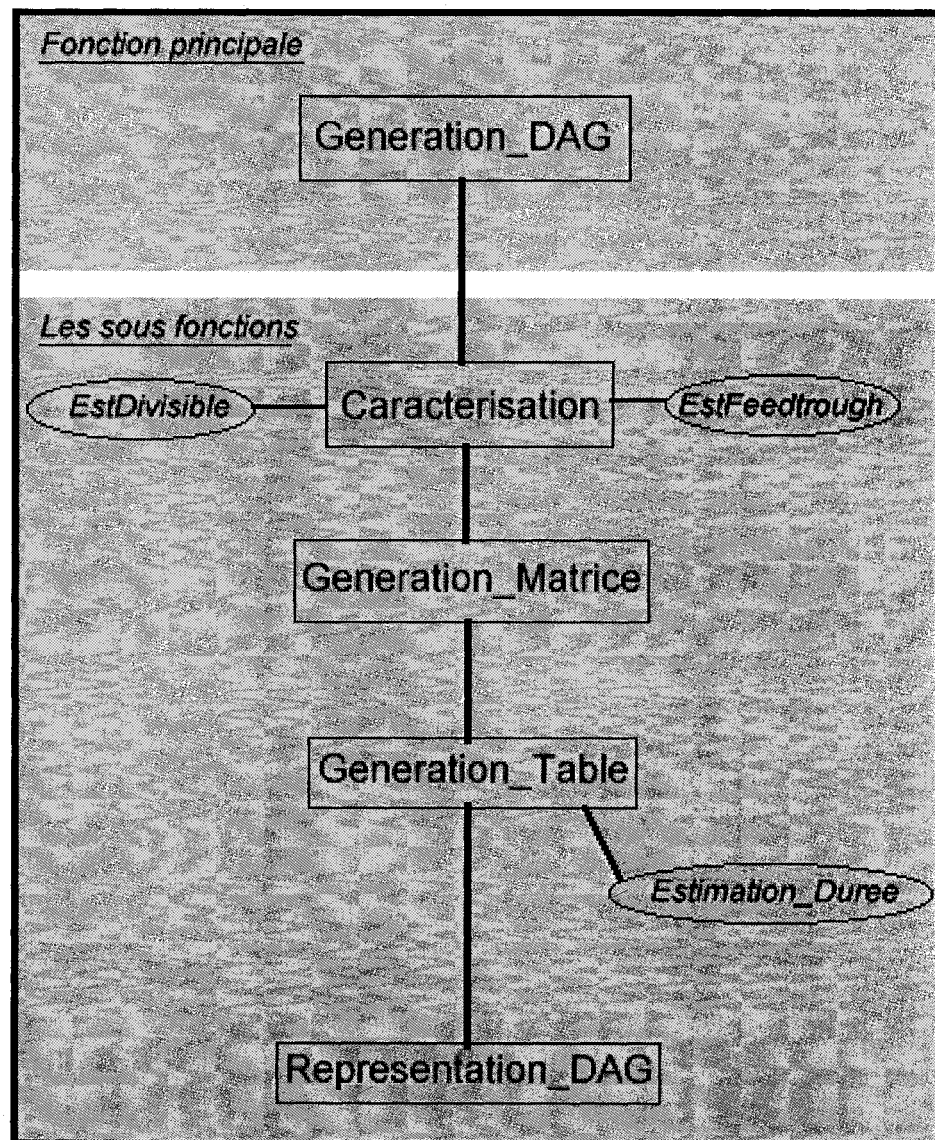 Fonction principale
Generation_DAG
Les sous fonctions
EstDivisible
Caracterisation
EstFeedtrough
Generation_Matrice
Generation_Table
Estimation_Duree
Representation_DAG